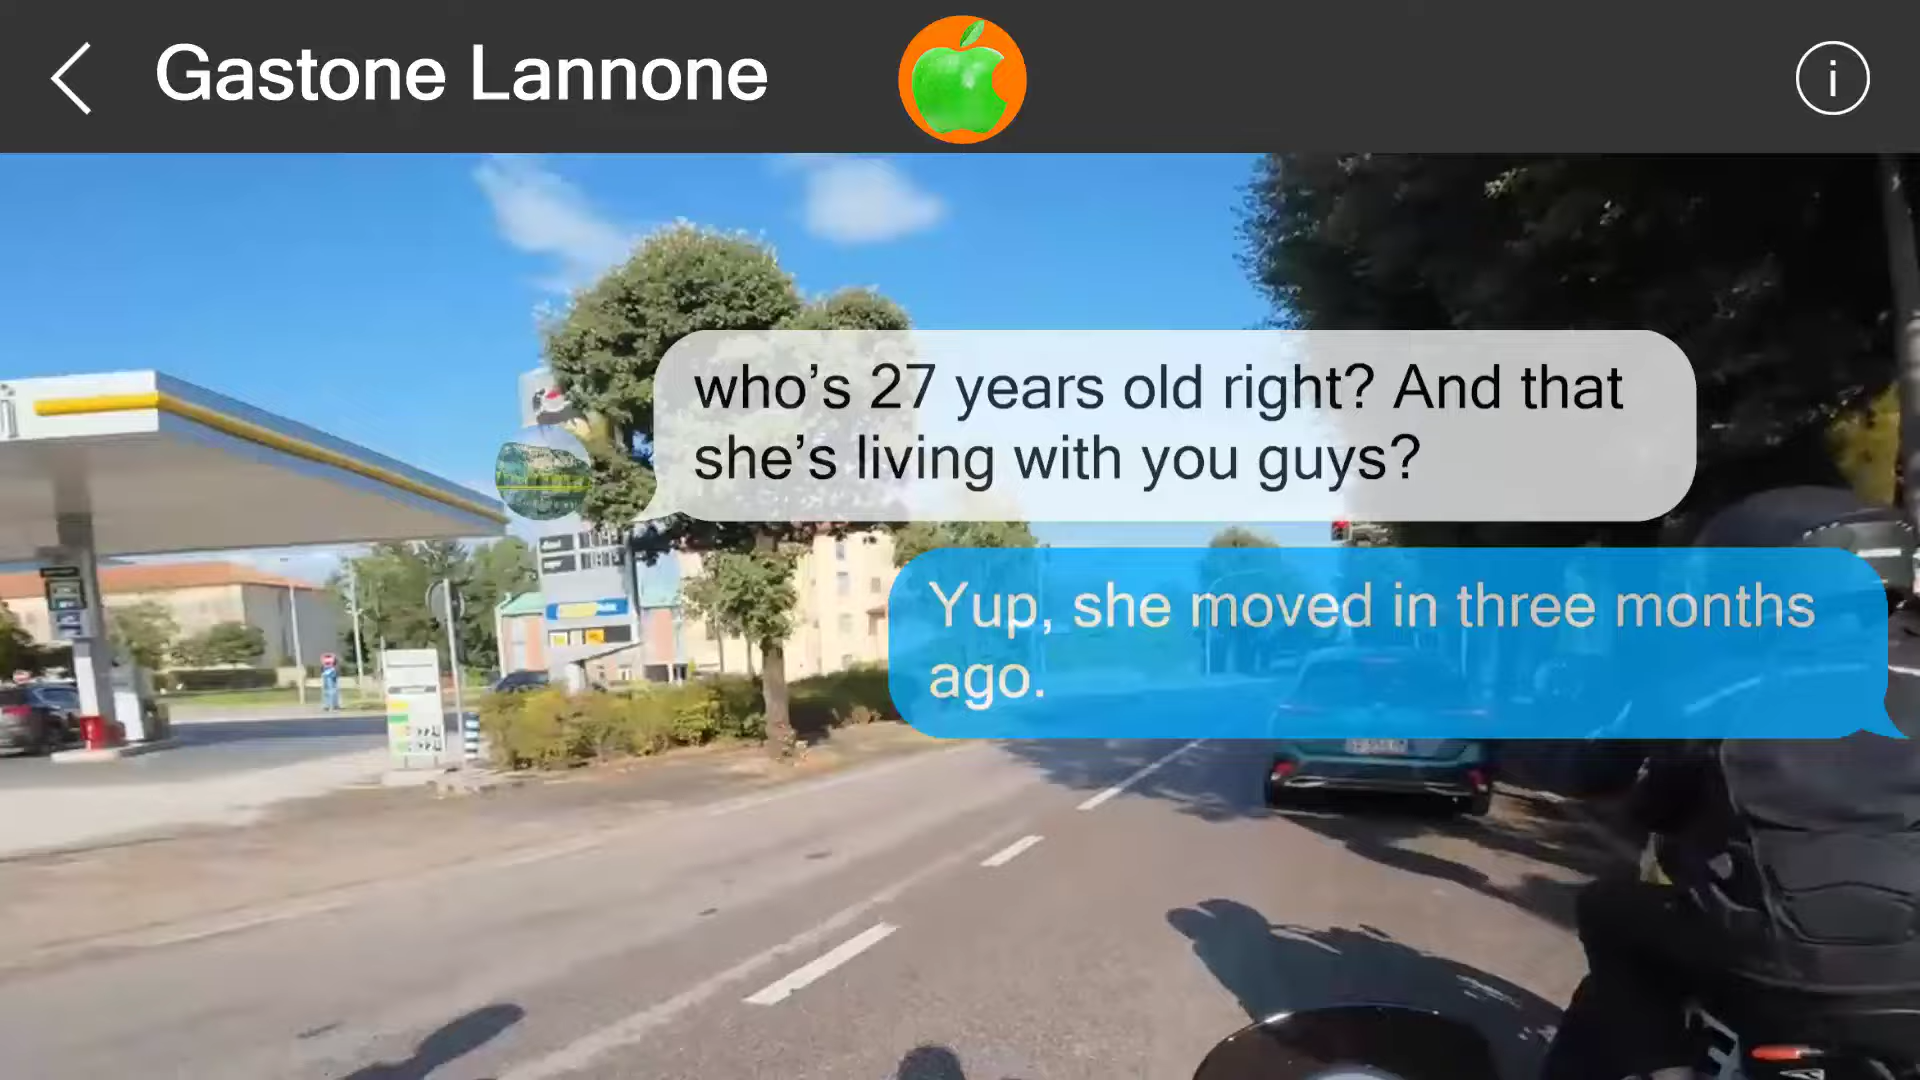 Gastone Lannone
who’s 27 years old right? And that
she’s living with you guys?
Yup, she moved in three months
ago.